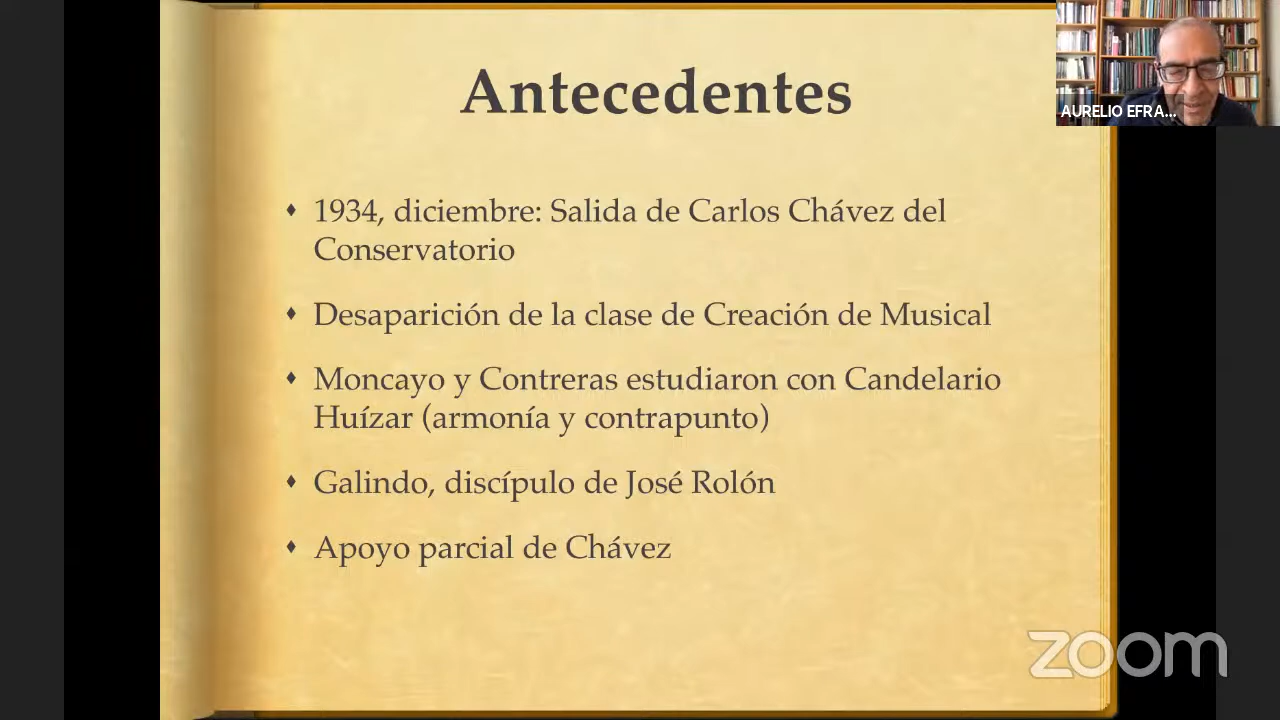 Antecedentes
AURELIO EFRA...
1934, diciembre: Salida de Carlos Chávez del
Conservatorio
Desaparición de la clase de Creación de Musical
Moncayo y Contreras estudiaron con Candelario
Huízar (armonía y contrapunto)
Galindo, discípulo de José Rolón
Apoyo parcial de Chávez
zoom